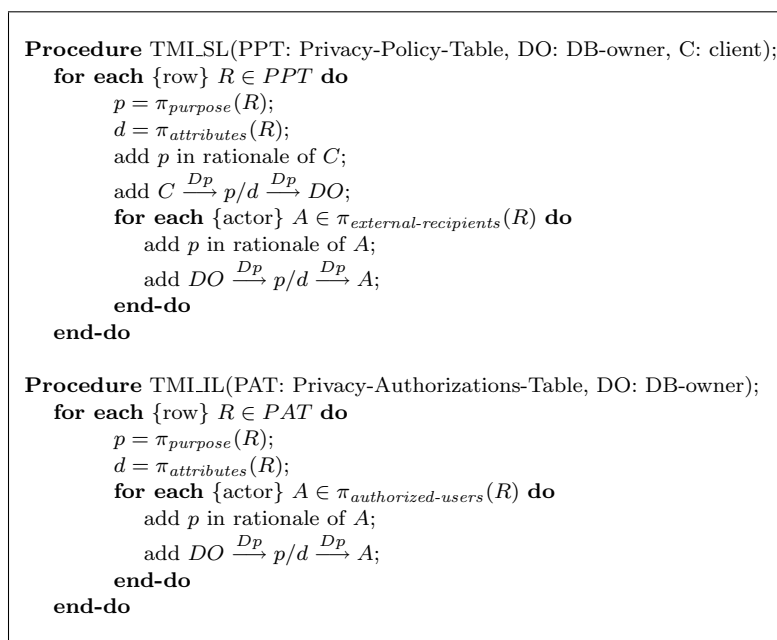 Procedure TMI_SL(PPT: Privacy-Policy-Table, DO: DB-owner, C: client);
for each {row} R ∈ PPT do
p = π_purpose(R);
d = π_attributes(R);
add p in rationale of C;
add C —Dp→ p/d —Dp→ DO;
for each {actor} A ∈ π_external-recipients(R) do
add p in rationale of A;
add DO —Dp→ p/d —Dp→ A;
end-do
end-do
Procedure TMI_IL(PAT: Privacy-Authorizations-Table, DO: DB-owner);
for each {row} R ∈ PAT do
p = π_purpose(R);
d = π_attributes(R);
for each {actor} A ∈ π_authorized-users(R) do
add p in rationale of A;
add DO —Dp→ p/d —Dp→ A;
end-do
end-do